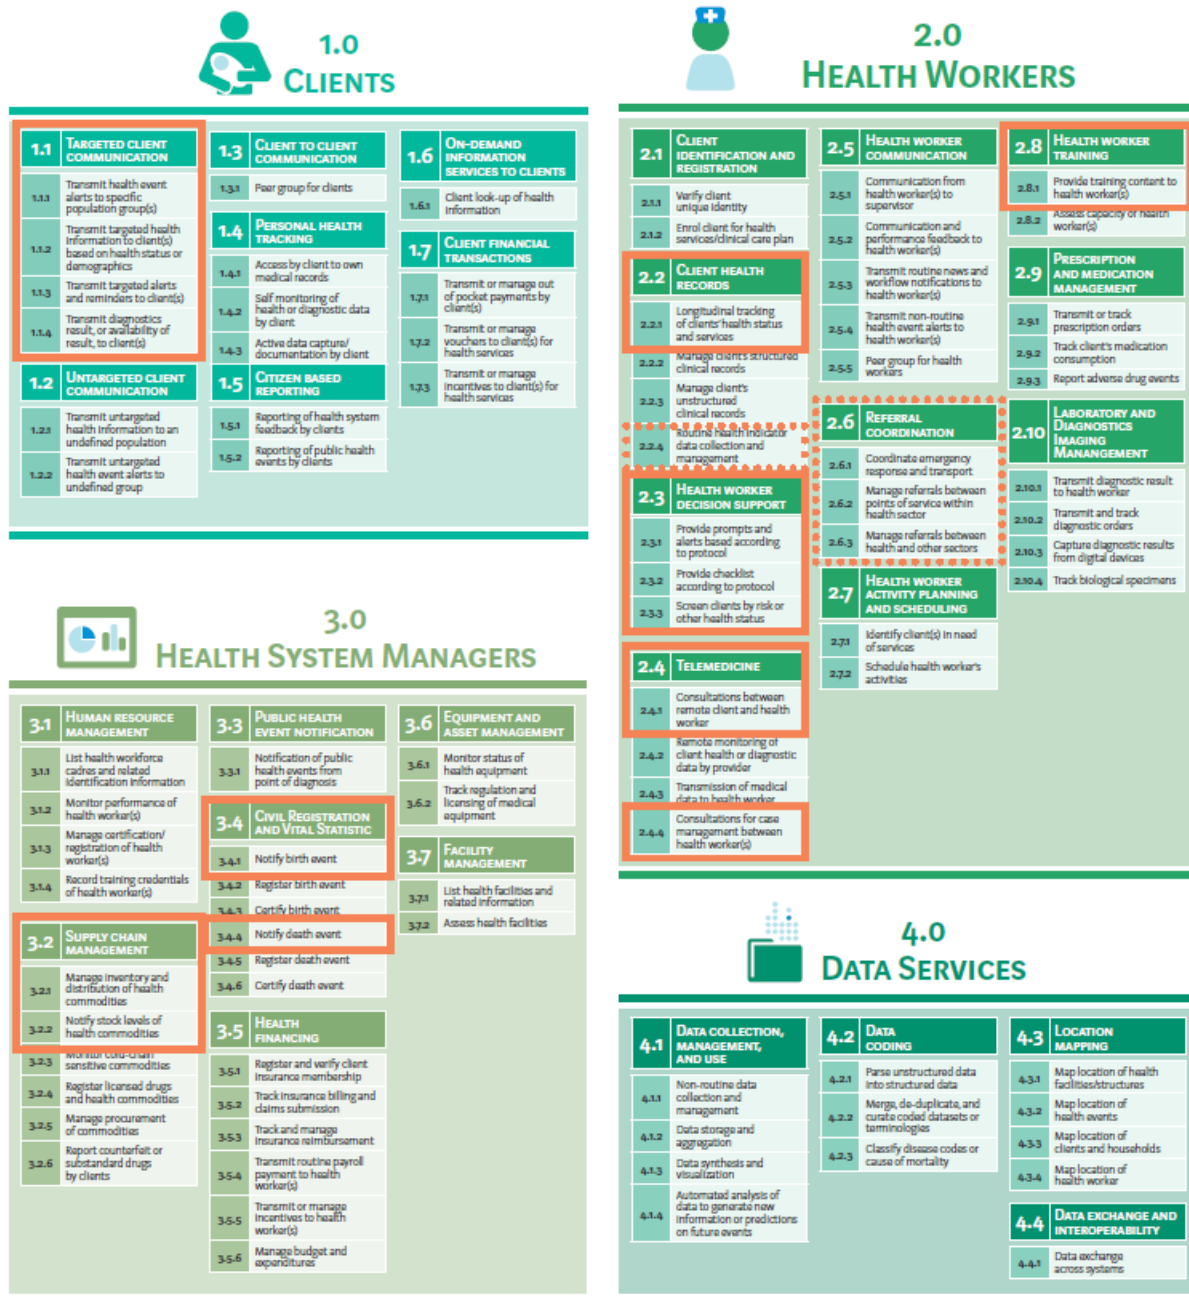 1.0
CLIENTS
1.1
TARGETED CLIENT
COMMUNICATION
1.1.1
Transmit health event
alerts to specific
population group(s)
1.1.2
Transmit targeted health
information to client(s)
based on health status or
demographics
1.1.3
Transmit targeted alerts
and reminders to client(s)
1.1.4
Transmit diagnostics
result, or availability of
result, to client(s)
1.2
UNTARGETED CLIENT
COMMUNICATION
1.2.1
Transmit untargeted
health information to an
undefined population
1.2.2
Transmit untargeted
health event alerts to
undefined group
1.3
CLIENT TO CLIENT
COMMUNICATION
1.3.1
Peer group for clients
1.4
PERSONAL HEALTH
TRACKING
1.4.1
Access by client to own
medical records
1.4.2
Self monitoring of
health or diagnostic data
by client
1.4.3
Active data capture/
documentation by client
1.5
CITIZEN BASED
REPORTING
1.5.1
Reporting of health system
feedback by clients
1.5.2
Reporting of public health
events by clients
1.6
ON-DEMAND
INFORMATION
SERVICES TO CLIENTS
1.6.1
Client look-up of health
information
1.7
CLIENT FINANCIAL
TRANSACTIONS
1.7.1
Transmit or manage out
of pocket payments by
client(s)
1.7.2
Transmit or manage
vouchers to client(s) for
health services
1.7.3
Transmit or manage
incentives to client(s) for
health services
2.0
HEALTH WORKERS
2.1
CLIENT
IDENTIFICATION AND
REGISTRATION
2.1.1
Verify client
unique identity
2.1.2
Enrol client for health
services/clinical care plan
2.2
CLIENT HEALTH
RECORDS
2.2.1
Longitudinal tracking
of clients' health status
and services
2.2.2
Manage client's structured
clinical records
2.2.3
Manage client's
unstructured
clinical records
2.2.4
Routine health indicator
data collection and
management
2.3
HEALTH WORKER
DECISION SUPPORT
2.3.1
Provide prompts and
alerts based according
to protocol
2.3.2
Provide checklist
according to protocol
2.3.3
Screen clients by risk or
other health status
2.4
TELEMEDICINE
2.4.1
Consultations between
remote client and health
worker
2.4.2
Remote monitoring of
client health or diagnostic
data by provider
2.4.3
Transmission of medical
data to health worker
2.4.4
Consultations for case
management between
health worker(s)
2.5
HEALTH WORKER
COMMUNICATION
2.5.1
Communication from
health worker(s) to
supervisor
2.5.2
Communication and
performance feedback to
health worker(s)
2.5.3
Transmit routine news and
workflow notifications to
health worker(s)
2.5.4
Transmit non-routine
health event alerts to
health worker(s)
2.5.5
Peer group for health
workers
2.6
REFERRAL
COORDINATION
2.6.1
Coordinate emergency
response and transport
2.6.2
Manage referrals between
points of service within
health sector
2.6.3
Manage referrals between
health and other sectors
2.7
HEALTH WORKER
ACTIVITY PLANNING
AND SCHEDULING
2.7.1
Identify client(s) in need
of services
2.7.2
Schedule health worker's
activities
2.8
HEALTH WORKER
TRAINING
2.8.1
Provide training content to
health worker(s)
2.8.2
Assess capacity of health
worker(s)
2.9
PRESCRIPTION
AND MEDICATION
MANAGEMENT
2.9.1
Transmit or track
prescription orders
2.9.2
Track client's medication
consumption
2.9.3
Report adverse drug events
2.10
LABORATORY AND
DIAGNOSTICS
IMAGING
MANANGEMENT
2.10.1
Transmit diagnostic result
to health worker
2.10.2
Transmit and track
diagnostic orders
2.10.3
Capture diagnostic results
from digital devices
2.10.4
Track biological specimens
3.0
HEALTH SYSTEM MANAGERS
3.1
HUMAN RESOURCE
MANAGEMENT
3.1.1
List health workforce
cadres and related
identification information
3.1.2
Monitor performance of
health worker(s)
3.1.3
Manage certification/
registration of health
worker(s)
3.1.4
Record training credentials
of health worker(s)
3.2
SUPPLY CHAIN
MANAGEMENT
3.2.1
Manage inventory and
distribution of health
commodities
3.2.2
Notify stock levels of
health commodities
3.2.3
Monitor cold-chain
sensitive commodities
3.2.4
Register licensed drugs
and health commodities
3.2.5
Manage procurement
of commodities
3.2.6
Report counterfeit or
substandard drugs
by clients
3.3
PUBLIC HEALTH
EVENT NOTIFICATION
3.3.1
Notification of public
health events from
point of diagnosis
3.4
CIVIL REGISTRATION
AND VITAL STATISTIC
3.4.1
Notify birth event
3.4.2
Register birth event
3.4.3
Certify birth event
3.4.4
Notify death event
3.4.5
Register death event
3.4.6
Certify death event
3.5
HEALTH
FINANCING
3.5.1
Register and verify client
insurance membership
3.5.2
Track insurance billing and
claims submission
3.5.3
Track and manage
insurance reimbursement
3.5.4
Transmit routine payroll
payment to health
worker(s)
3.5.5
Transmit or manage
incentives to health
worker(s)
3.5.6
Manage budget and
expenditures
3.6
EQUIPMENT AND
ASSET MANAGEMENT
3.6.1
Monitor status of
health equipment
3.6.2
Track regulation and
licensing of medical
equipment
3.7
FACILITY
MANAGEMENT
3.7.1
List health facilities and
related information
3.7.2
Assess health facilities
4.0
DATA SERVICES
4.1
DATA COLLECTION,
MANAGEMENT,
AND USE
4.1.1
Non-routine data
collection and
management
4.1.2
Data storage and
aggregation
4.1.3
Data synthesis and
visualization
4.1.4
Automated analysis of
data to generate new
information or predictions
on future events
4.2
DATA
CODING
4.2.1
Parse unstructured data
into structured data
4.2.2
Merge, de-duplicate, and
curate coded datasets or
terminologies
4.2.3
Classify disease codes or
cause of mortality
4.3
LOCATION
MAPPING
4.3.1
Map location of health
facilities/structures
4.3.2
Map location of
health events
4.3.3
Map location of
clients and households
4.3.4
Map location of
health worker
4.4
DATA EXCHANGE AND
INTEROPERABILITY
4.4.1
Data exchange
across systems